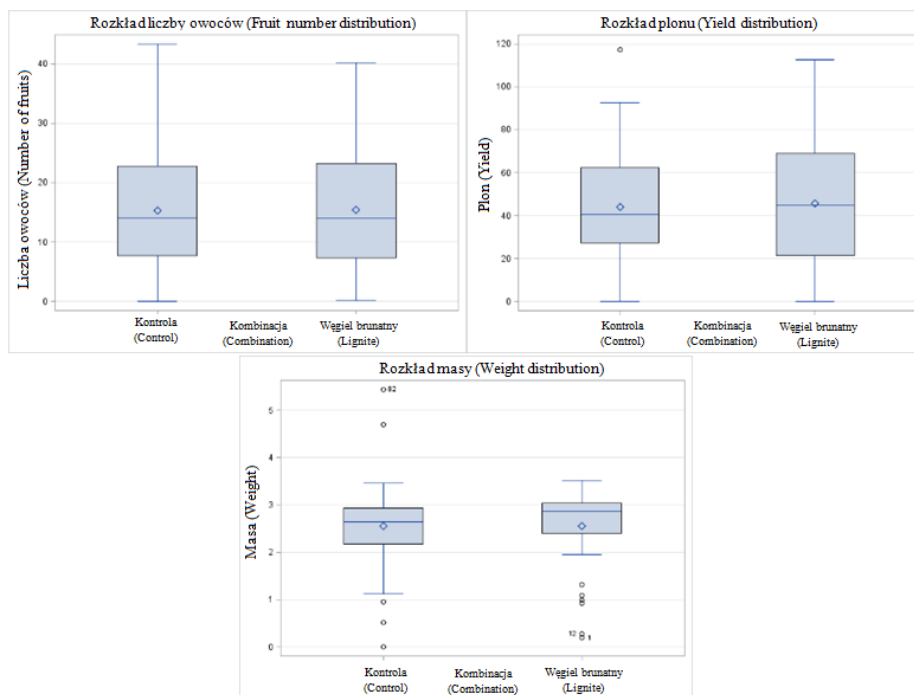 Rozkład liczby owoców (Fruit number distribution)
Liczba owoców (Number of fruits)
40
30
20
10
0
Kontrola
(Control)
Kombinacja
(Combination)
Węgiel brunatny
(Lignite)
Rozkład plonu (Yield distribution)
Plon (Yield)
120
100
80
60
40
20
0
Kontrola
(Control)
Kombinacja
(Combination)
Węgiel brunatny
(Lignite)
Rozkład masy (Weight distribution)
Masa (Weight)
5
4
3
2
1
0
82
12
1
Kontrola
(Control)
Kombinacja
(Combination)
Węgiel brunatny
(Lignite)